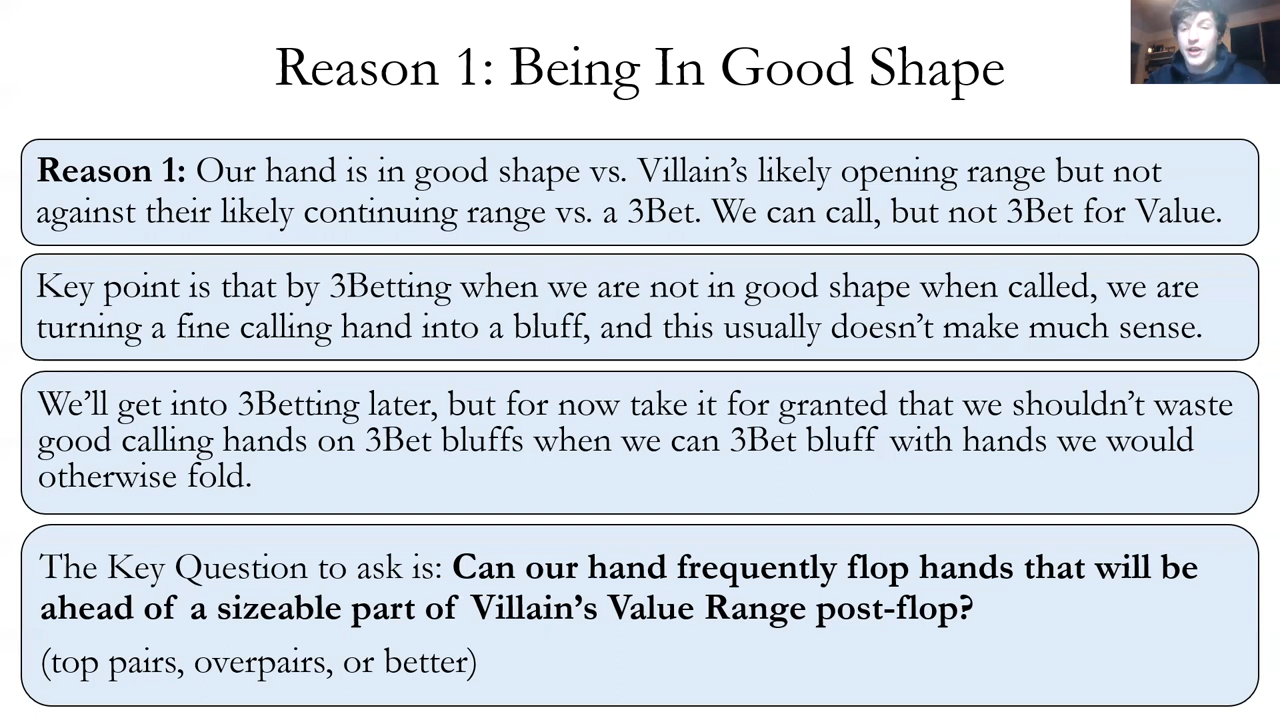 Reason 1: Being In Good Shape
Reason 1: Our hand is in good shape vs. Villain’s likely opening range but not
against their likely continuing range vs. a 3Bet. We can call, but not 3Bet for Value.
Key point is that by 3Betting when we are not in good shape when called, we are
turning a fine calling hand into a bluff, and this usually doesn’t make much sense.
We’ll get into 3Betting later, but for now take it for granted that we shouldn’t waste
good calling hands on 3Bet bluffs when we can 3Bet bluff with hands we would
otherwise fold.
The Key Question to ask is: Can our hand frequently flop hands that will be
ahead of a sizeable part of Villain’s Value Range post-flop?
(top pairs, overpairs, or better)